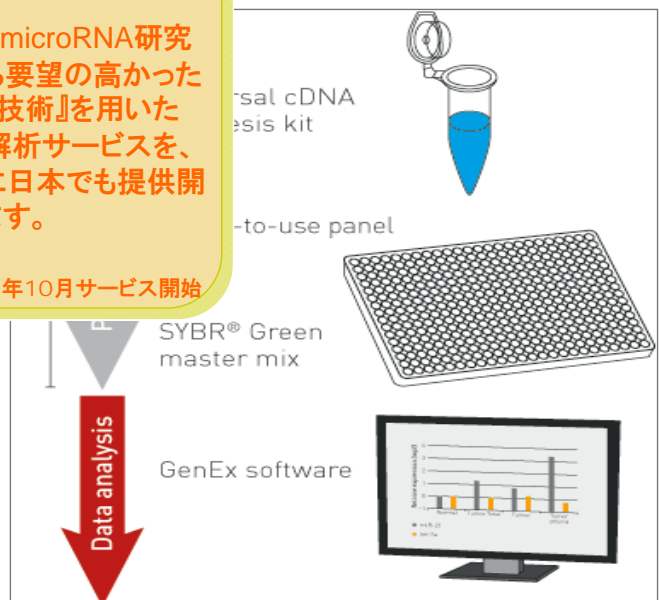 microRNA研究
要望の高かった
技術』を用いた
解析サービスを、
に日本でも提供開
す。
年10月サービス開始
rsal cDNA
esis kit
-to-use panel
SYBR® Green
master mix
Data analysis
GenEx software